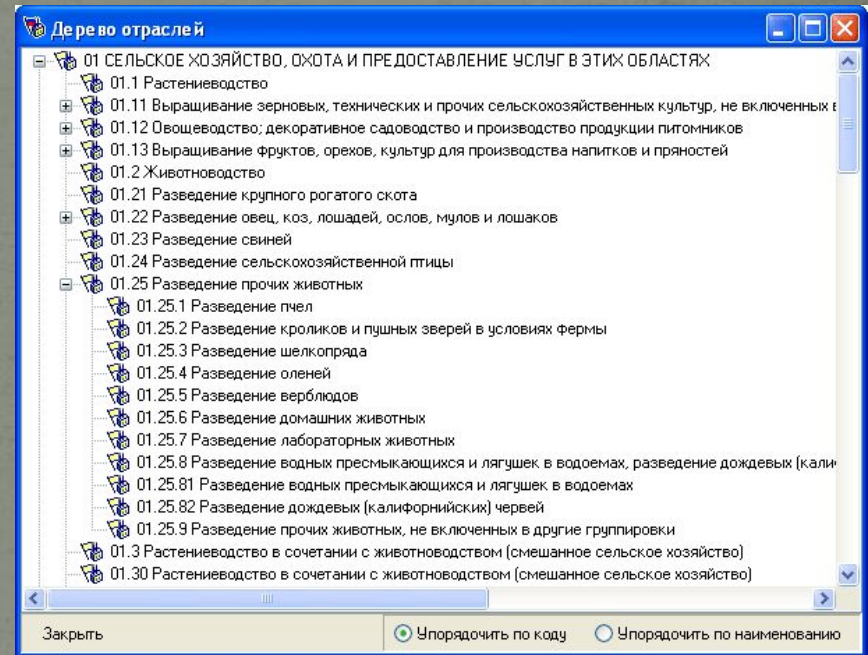 Дерево отраслей
01 СЕЛЬСКОЕ ХОЗЯЙСТВО, ОХОТА И ПРЕДОСТАВЛЕНИЕ УСЛУГ В ЭТИХ ОБЛАСТЯХ
01.1 Растениеводство
01.11 Выращивание зерновых, технических и прочих сельскохозяйственных культур, не включенных в
01.12 Овощеводство; декоративное садоводство и производство продукции питомников
01.13 Выращивание фруктов, орехов, культур для производства напитков и пряностей
01.2 Животноводство
01.21 Разведение крупного рогатого скота
01.22 Разведение овец, коз, лошадей, ослов, мулов и лошаков
01.23 Разведение свиней
01.24 Разведение сельскохозяйственной птицы
01.25 Разведение прочих животных
01.25.1 Разведение пчел
01.25.2 Разведение кроликов и пушных зверей в условиях фермы
01.25.3 Разведение шелкопряда
01.25.4 Разведение оленей
01.25.5 Разведение верблюдов
01.25.6 Разведение домашних животных
01.25.7 Разведение лабораторных животных
01.25.8 Разведение водных пресмыкающихся и лягушек в водоемах, разведение дождевых (кали
01.25.81 Разведение водных пресмыкающихся и лягушек в водоемах
01.25.82 Разведение дождевых (калифорнийских) червей
01.25.9 Разведение прочих животных, не включенных в другие группировки
01.3 Растениеводство в сочетании с животноводством (смешанное сельское хозяйство)
01.30 Растениеводство в сочетании с животноводством (смешанное сельское хозяйство)
Закрыть Упорядочить по коду Упорядочить по наименованию